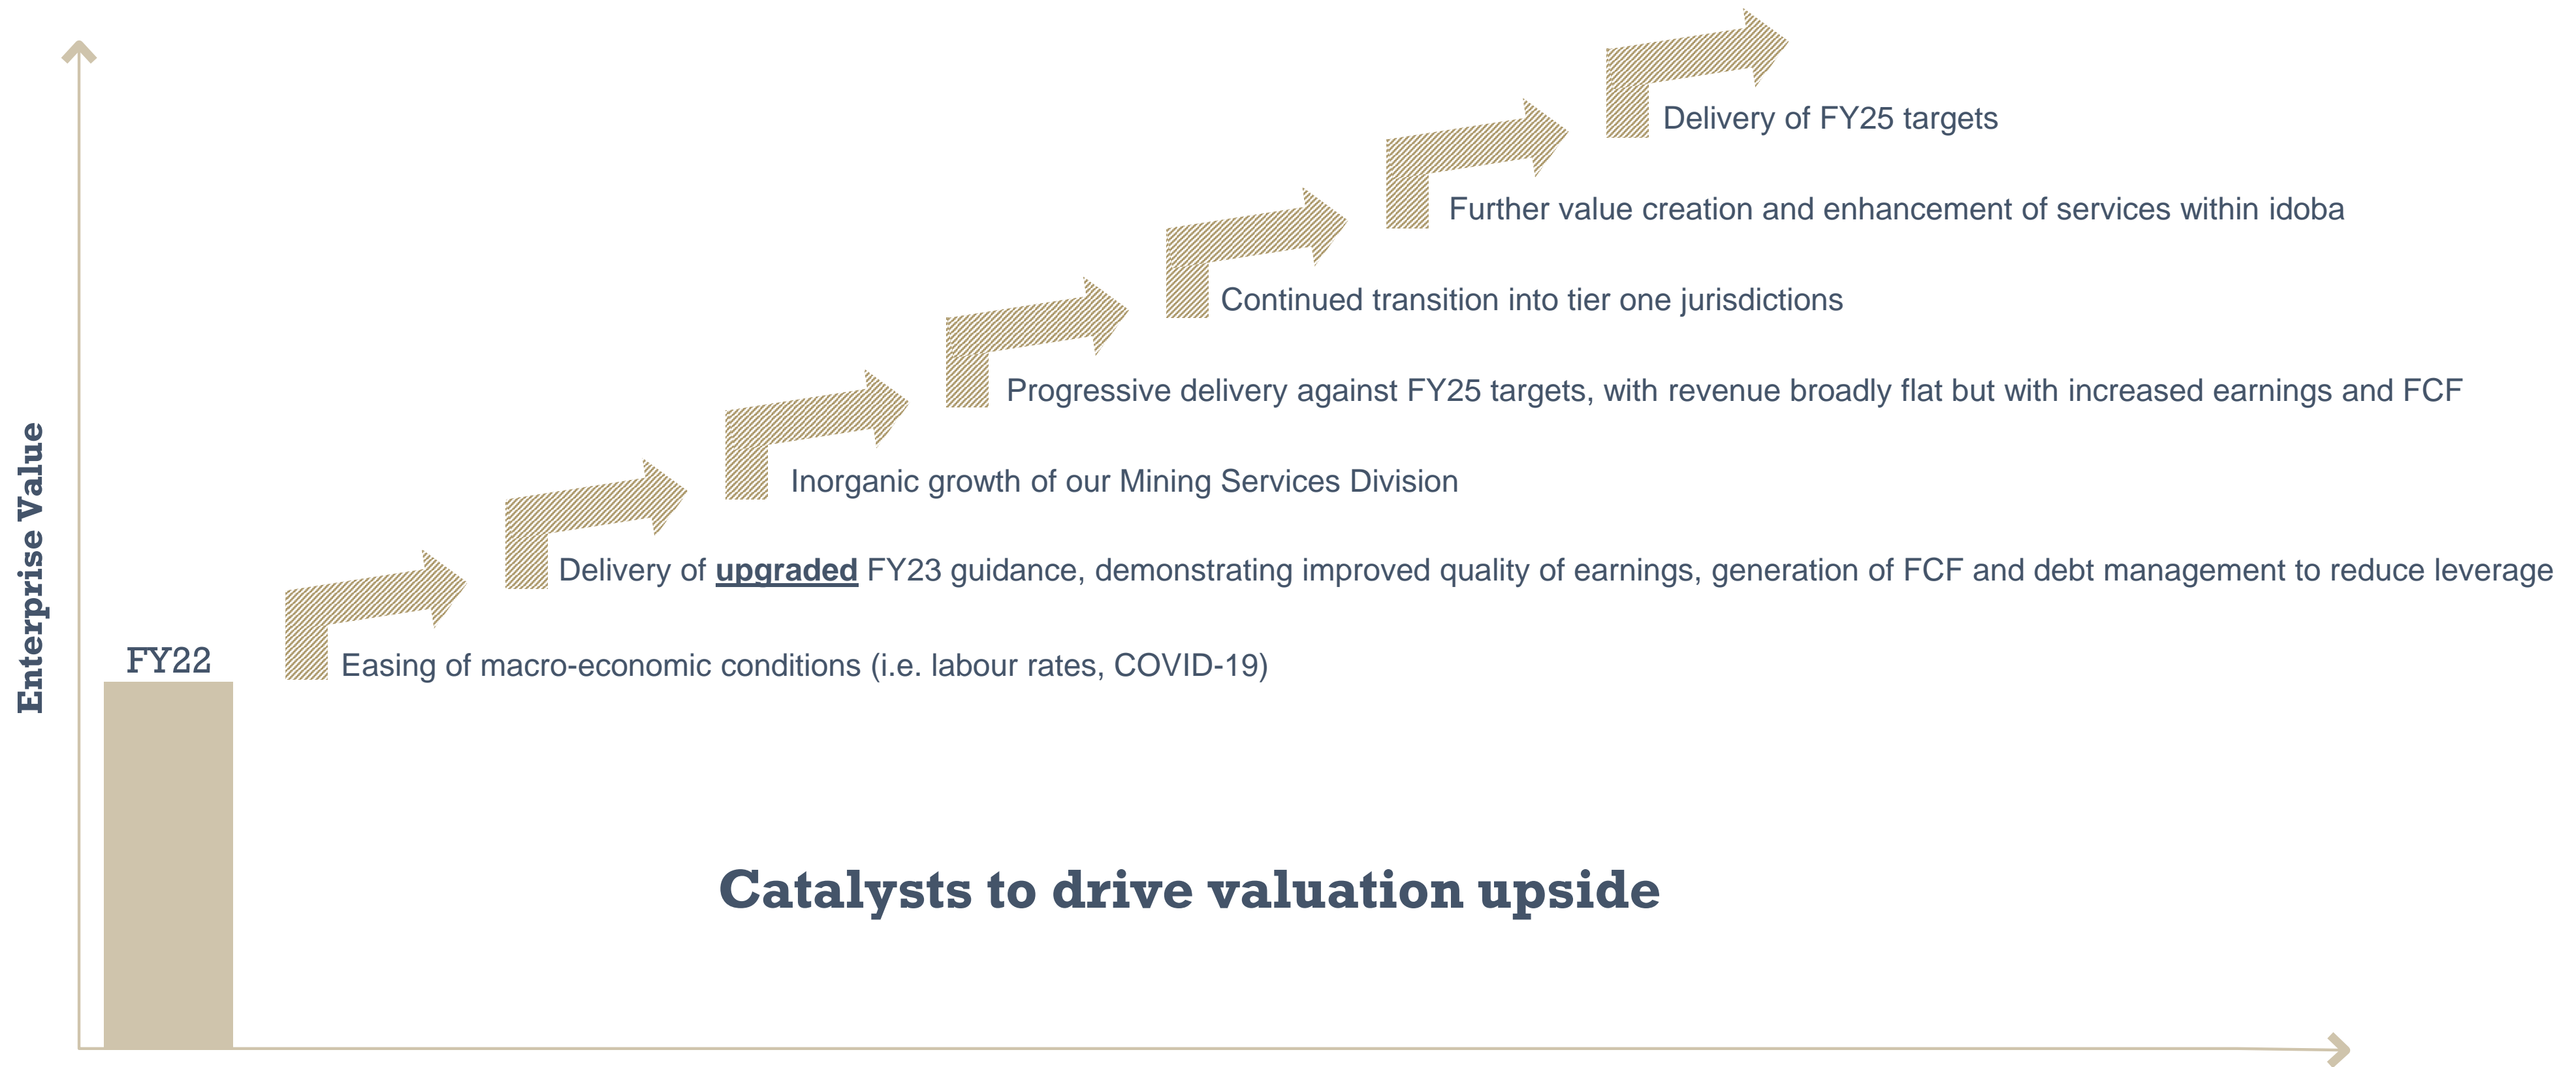 Delivery of FY25 targets
Further value creation and enhancement of services within idoba
Continued transition into tier one jurisdictions
Progressive delivery against FY25 targets, with revenue broadly flat but with increased earnings and FCF
Inorganic growth of our Mining Services Division
Delivery of upgraded FY23 guidance, demonstrating improved quality of earnings, generation of FCF and debt management to reduce leverage
Easing of macro-economic conditions (i.e. labour rates, COVID-19)
FY22
Enterprise Value
Catalysts to drive valuation upside